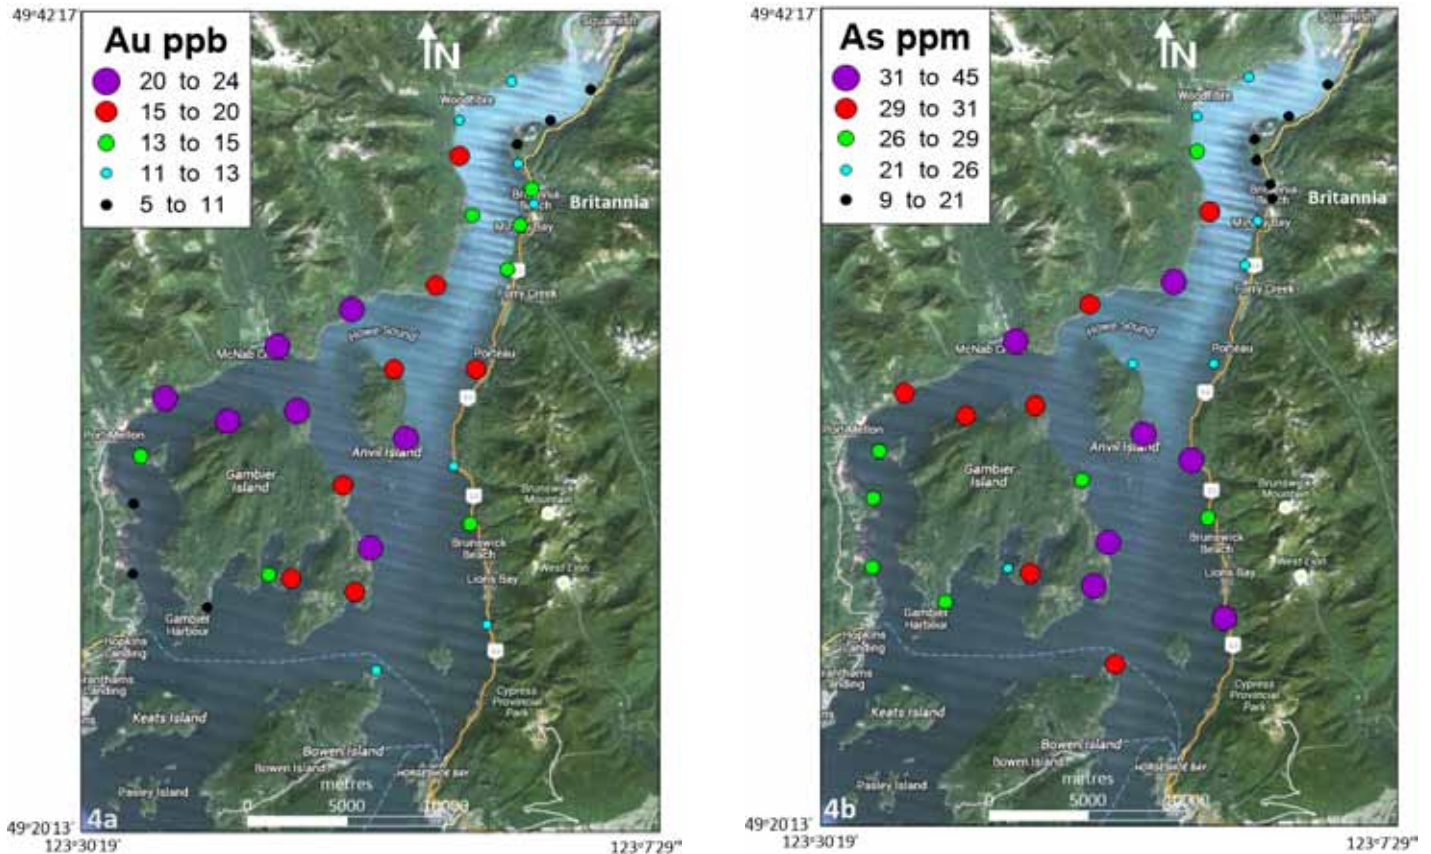 49°42'17"
Au ppb
20 to 24
15 to 20
13 to 15
11 to 13
5 to 11
N
Squamish
Woodfibre
Britannia
Beach
Britannia
Furry Creek
Howe Sound
Porteau
Port Mellon
Anvil Island
Gambier
Island
Brunswick
Mountain
Brunswick
Beach
West Lion
Lions Bay
Gambier
Harbour
Hopkins
Landing
Landing
Keats Island
Cypress
Provincial
Park
Bowen Island
Bowen Island
HORSESHOE BAY
Pasley Island
metres
0 5000 10000
4a
49°20'13"
123°30'19"
123°7'29"
49°42'17"
As ppm
31 to 45
29 to 31
26 to 29
21 to 26
9 to 21
N
Squamish
Woodfibre
Britannia
Beach
Britannia
Furry Creek
Howe Sound
Porteau
Port Mellon
Anvil Island
Gambier
Island
Brunswick
Mountain
Brunswick
Beach
West Lion
Lions Bay
Gambier
Harbour
Hopkins
Landing
Landing
Keats Island
Cypress
Provincial
Park
Bowen Island
Bowen Island
HORSESHOE BAY
Pasley Island
metres
0 5000 10000
4b
49°20'13"
123°30'19"
123°7'29"